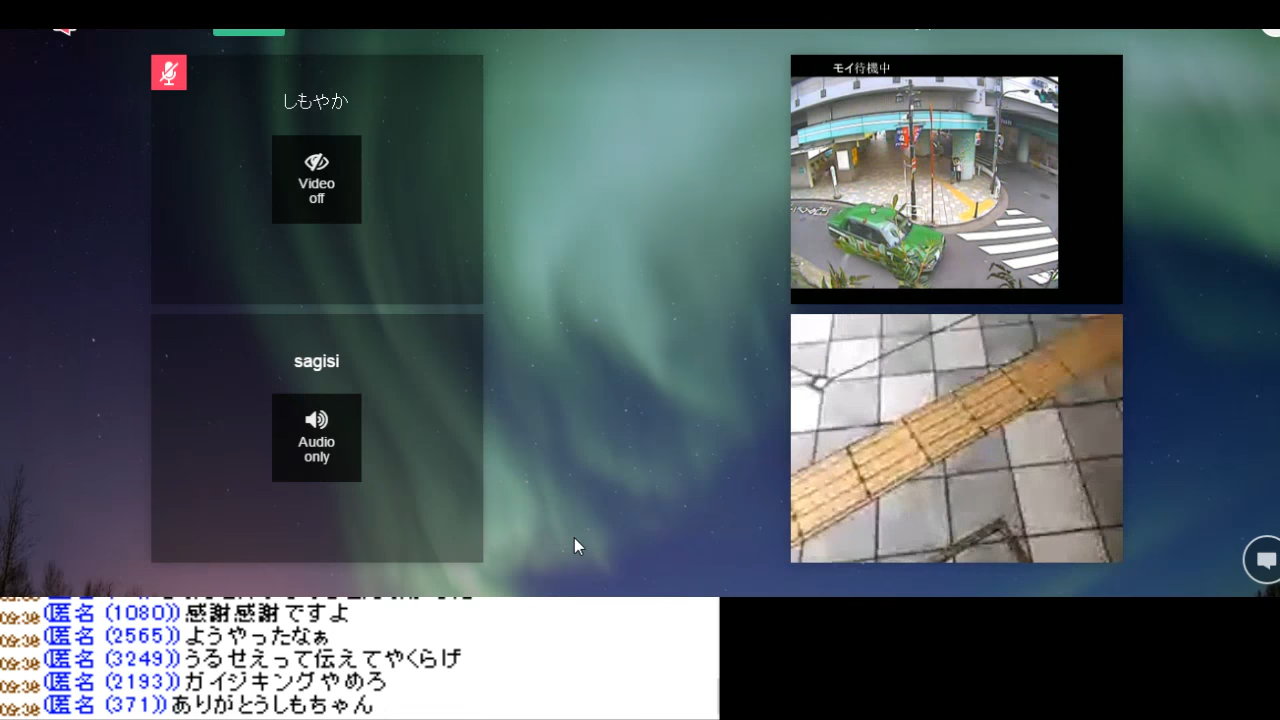 しもやか
Video
off
モイ待機中
sagisi
Audio
only
09:38 (匿名 (1080)) 感謝感謝ですよ
09:38 (匿名 (2565)) ようやったなぁ
09:38 (匿名 (3249)) うるせえって伝えてやくらげ
09:38 (匿名 (2193)) ガイジキングやめろ
09:38 (匿名 (371)) ありがとうしもちゃん